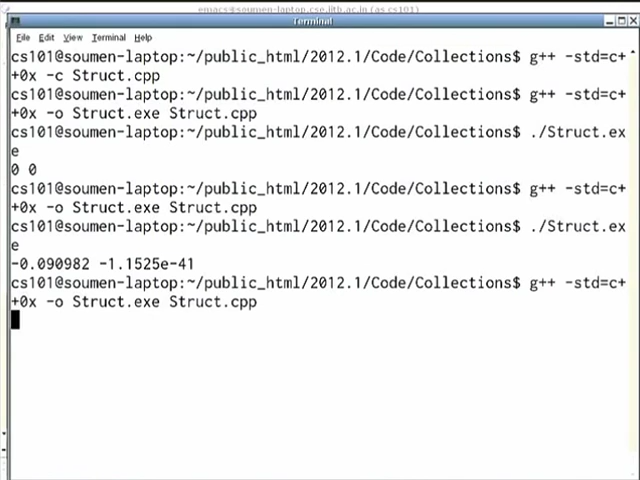 emacs@soumen-laptop.cse.iitb.ac.in (as cs101)
Terminal
File Edit View Terminal Help
cs101@soumen-laptop:~/public_html/2012.1/Code/Collections$ g++ -std=c+
+0x -c Struct.cpp
cs101@soumen-laptop:~/public_html/2012.1/Code/Collections$ g++ -std=c+
+0x -o Struct.exe Struct.cpp
cs101@soumen-laptop:~/public_html/2012.1/Code/Collections$ ./Struct.ex
e
0 0
cs101@soumen-laptop:~/public_html/2012.1/Code/Collections$ g++ -std=c+
+0x -o Struct.exe Struct.cpp
cs101@soumen-laptop:~/public_html/2012.1/Code/Collections$ ./Struct.ex
e
-0.090982 -1.1525e-41
cs101@soumen-laptop:~/public_html/2012.1/Code/Collections$ g++ -std=c+
+0x -o Struct.exe Struct.cpp